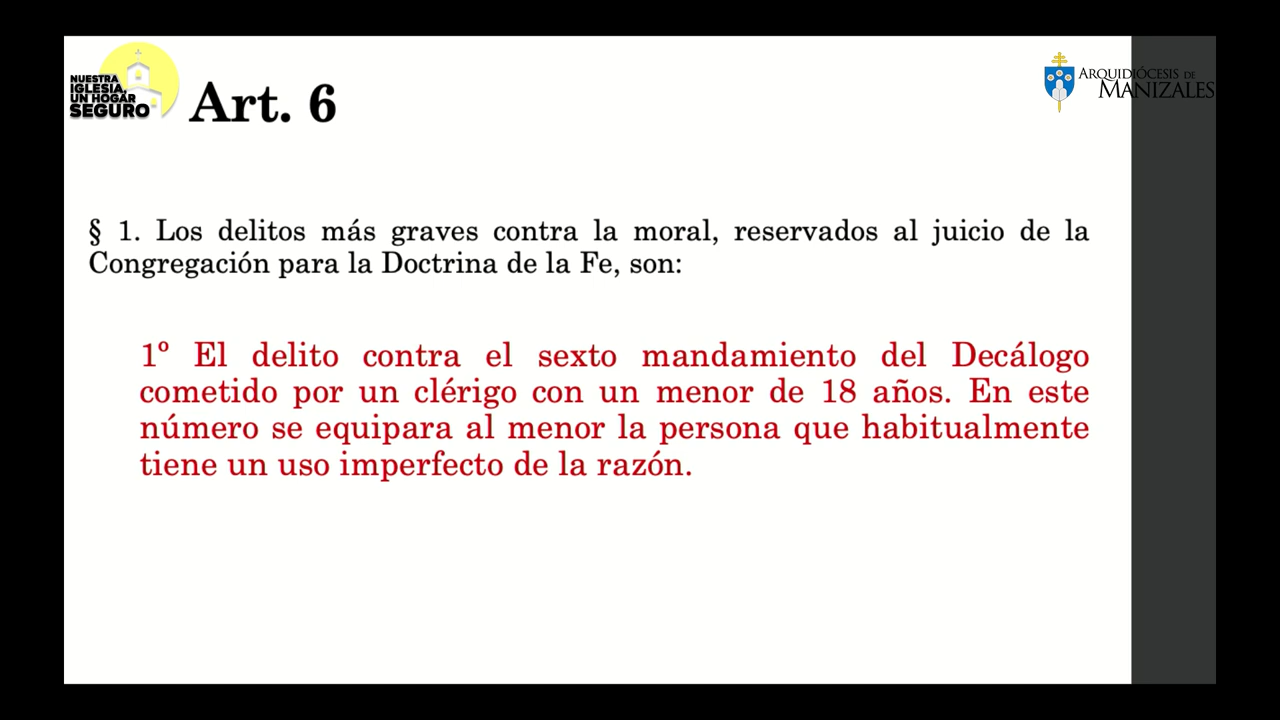 NUESTRA
IGLESIA,
UN HOGAR
SEGURO
Art. 6
ARQUIDIÓCESIS DE
MANIZALES
§ 1. Los delitos más graves contra la moral, reservados al juicio de la
Congregación para la Doctrina de la Fe, son:
1º El delito contra el sexto mandamiento del Decálogo
cometido por un clérigo con un menor de 18 años. En este
número se equipara al menor la persona que habitualmente
tiene un uso imperfecto de la razón.